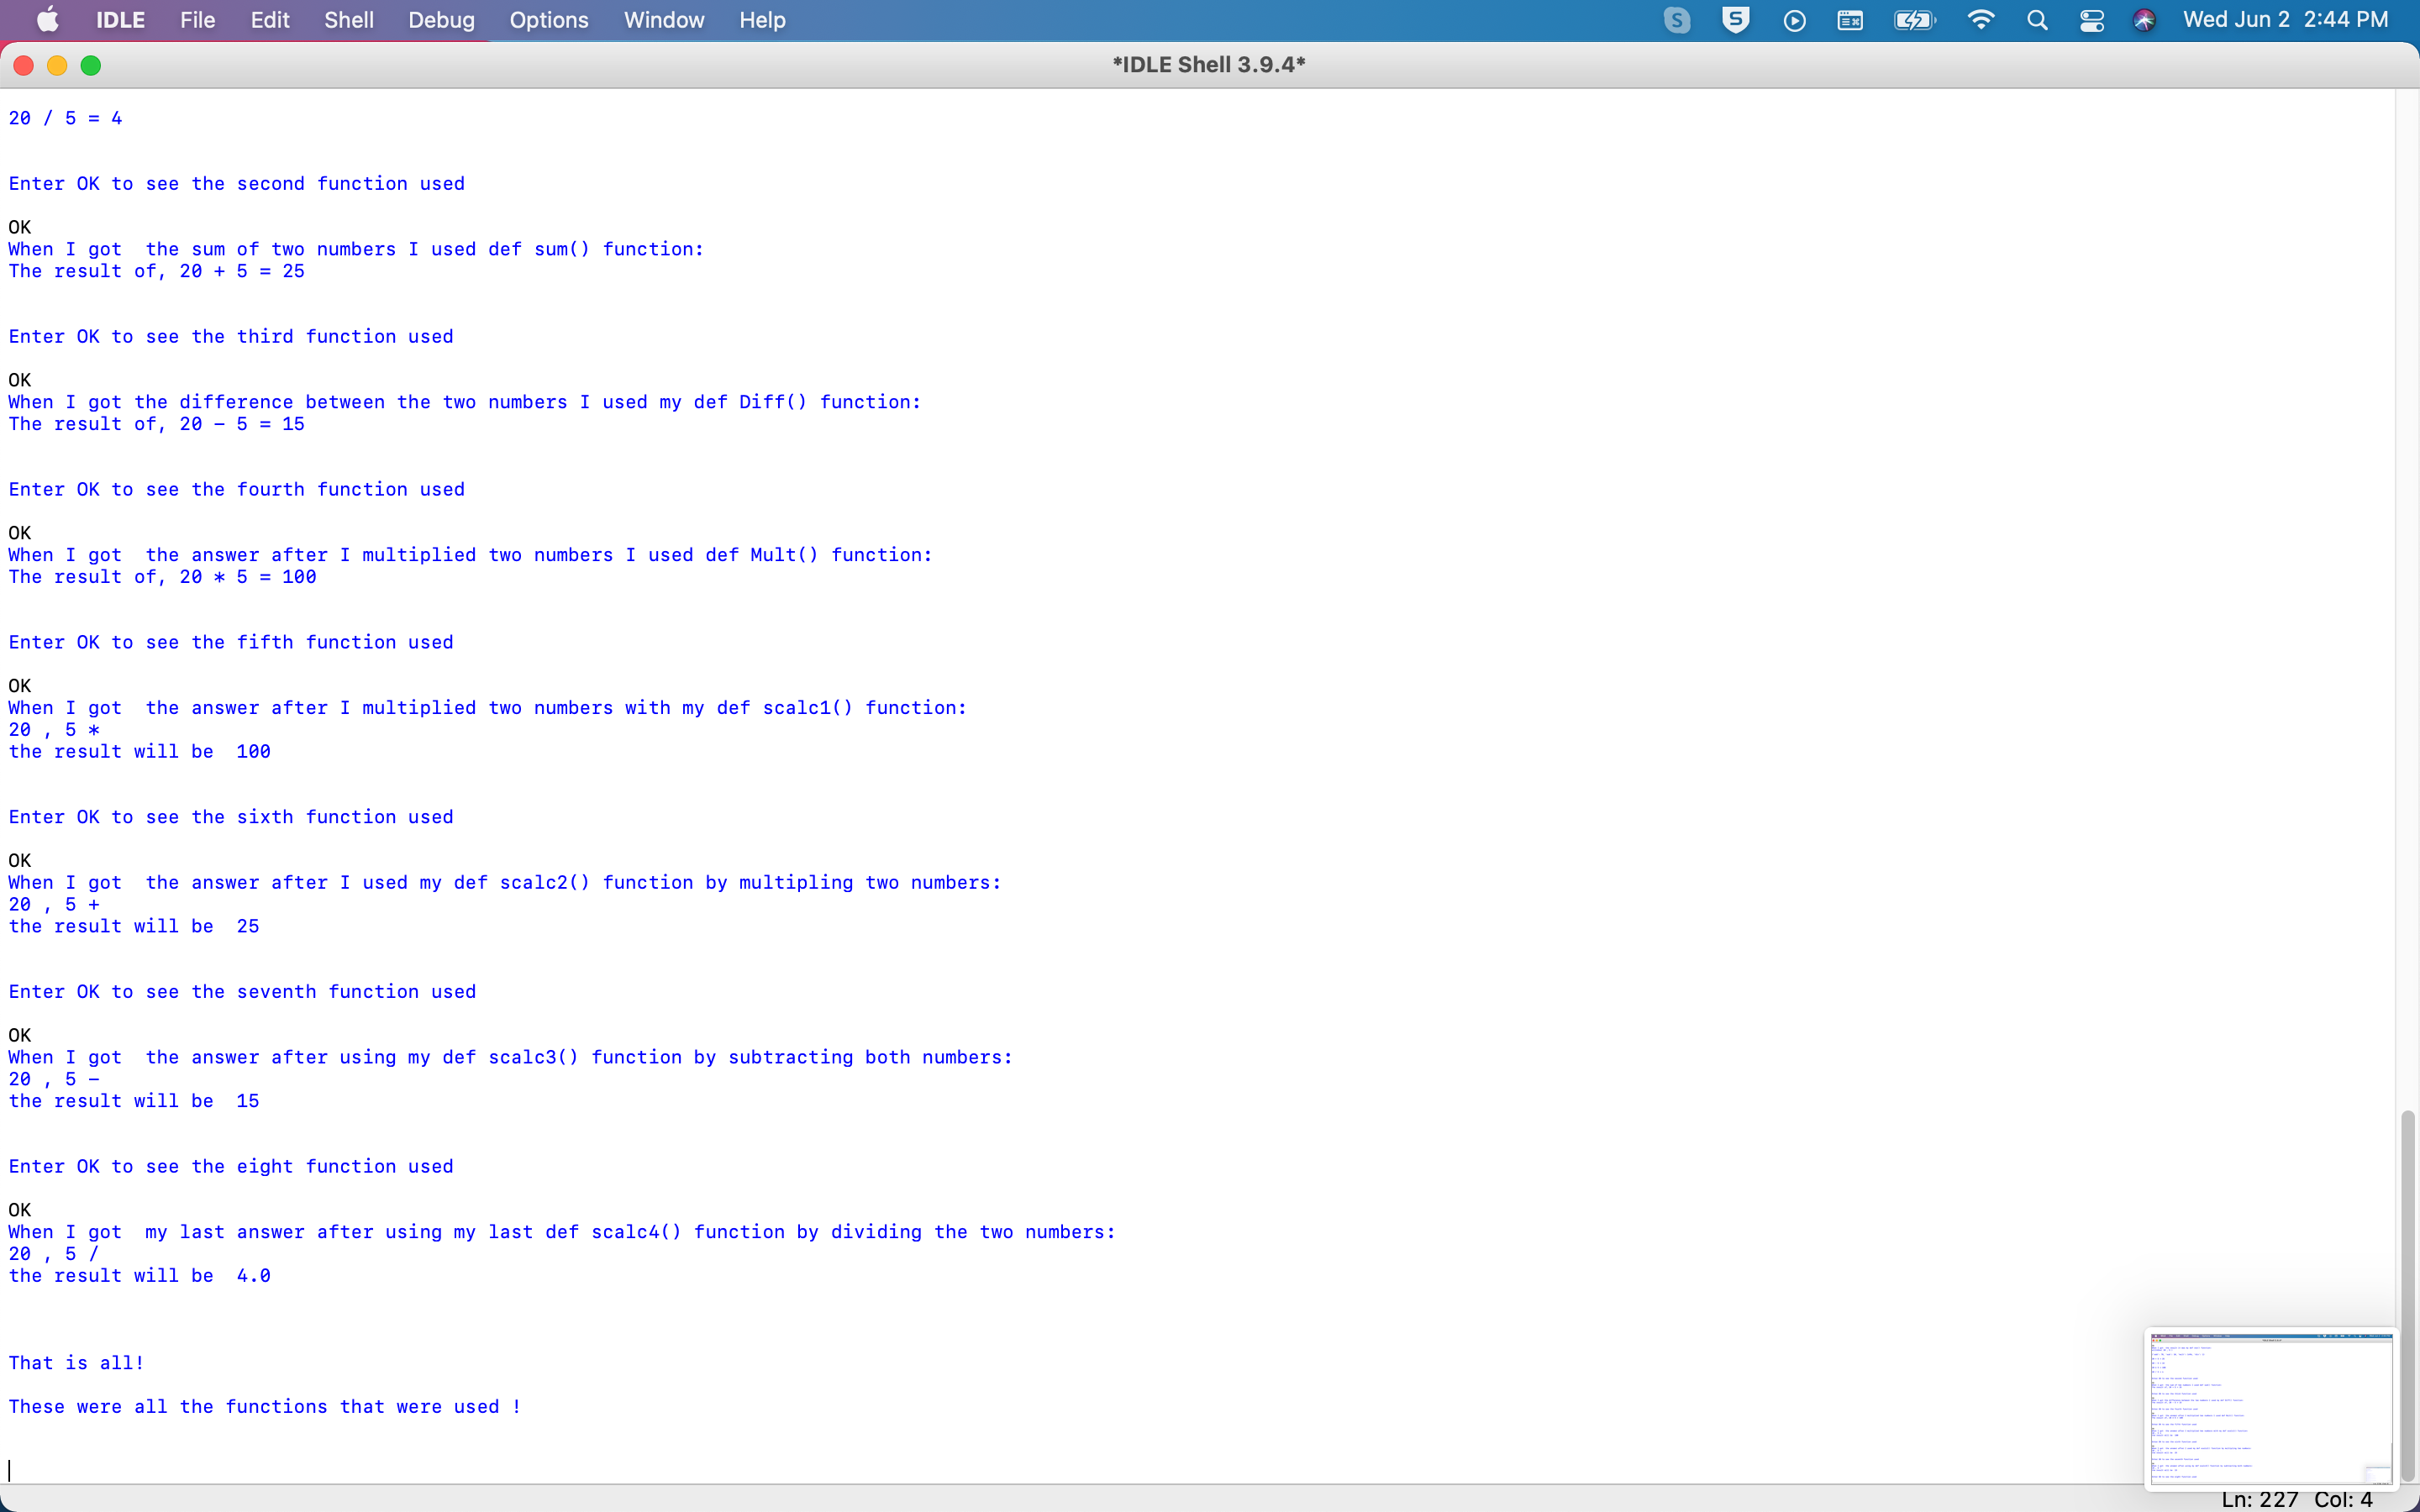 IDLE File Edit Shell Debug Options Window Help S S Wed Jun 2 2:44 PM
*IDLE Shell 3.9.4*
20 / 5 = 4
Enter OK to see the second function used
OK
When I got  the sum of two numbers I used def sum() function:
The result of, 20 + 5 = 25
Enter OK to see the third function used
OK
When I got the difference between the two numbers I used my def Diff() function:
The result of, 20 - 5 = 15
Enter OK to see the fourth function used
OK
When I got  the answer after I multiplied two numbers I used def Mult() function:
The result of, 20 * 5 = 100
Enter OK to see the fifth function used
OK
When I got  the answer after I multiplied two numbers with my def scalc1() function:
20 , 5 *
the result will be  100
Enter OK to see the sixth function used
OK
When I got  the answer after I used my def scalc2() function by multipling two numbers:
20 , 5 +
the result will be  25
Enter OK to see the seventh function used
OK
When I got  the answer after using my def scalc3() function by subtracting both numbers:
20 , 5 -
the result will be  15
Enter OK to see the eight function used
OK
When I got  my last answer after using my last def scalc4() function by dividing the two numbers:
20 , 5 /
the result will be  4.0
That is all!
These were all the functions that were used !
Ln: 227 Col: 4